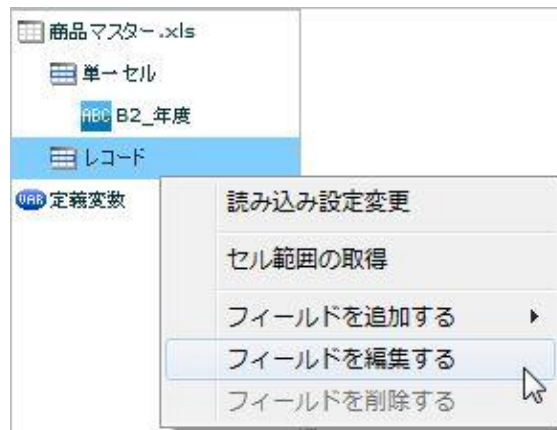 商品マスター.xls
単一セル
ABC B2_年度
レコード
VAR 定義変数
読み込み設定変更
セル範囲の取得
フィールドを追加する
フィールドを編集する
フィールドを削除する